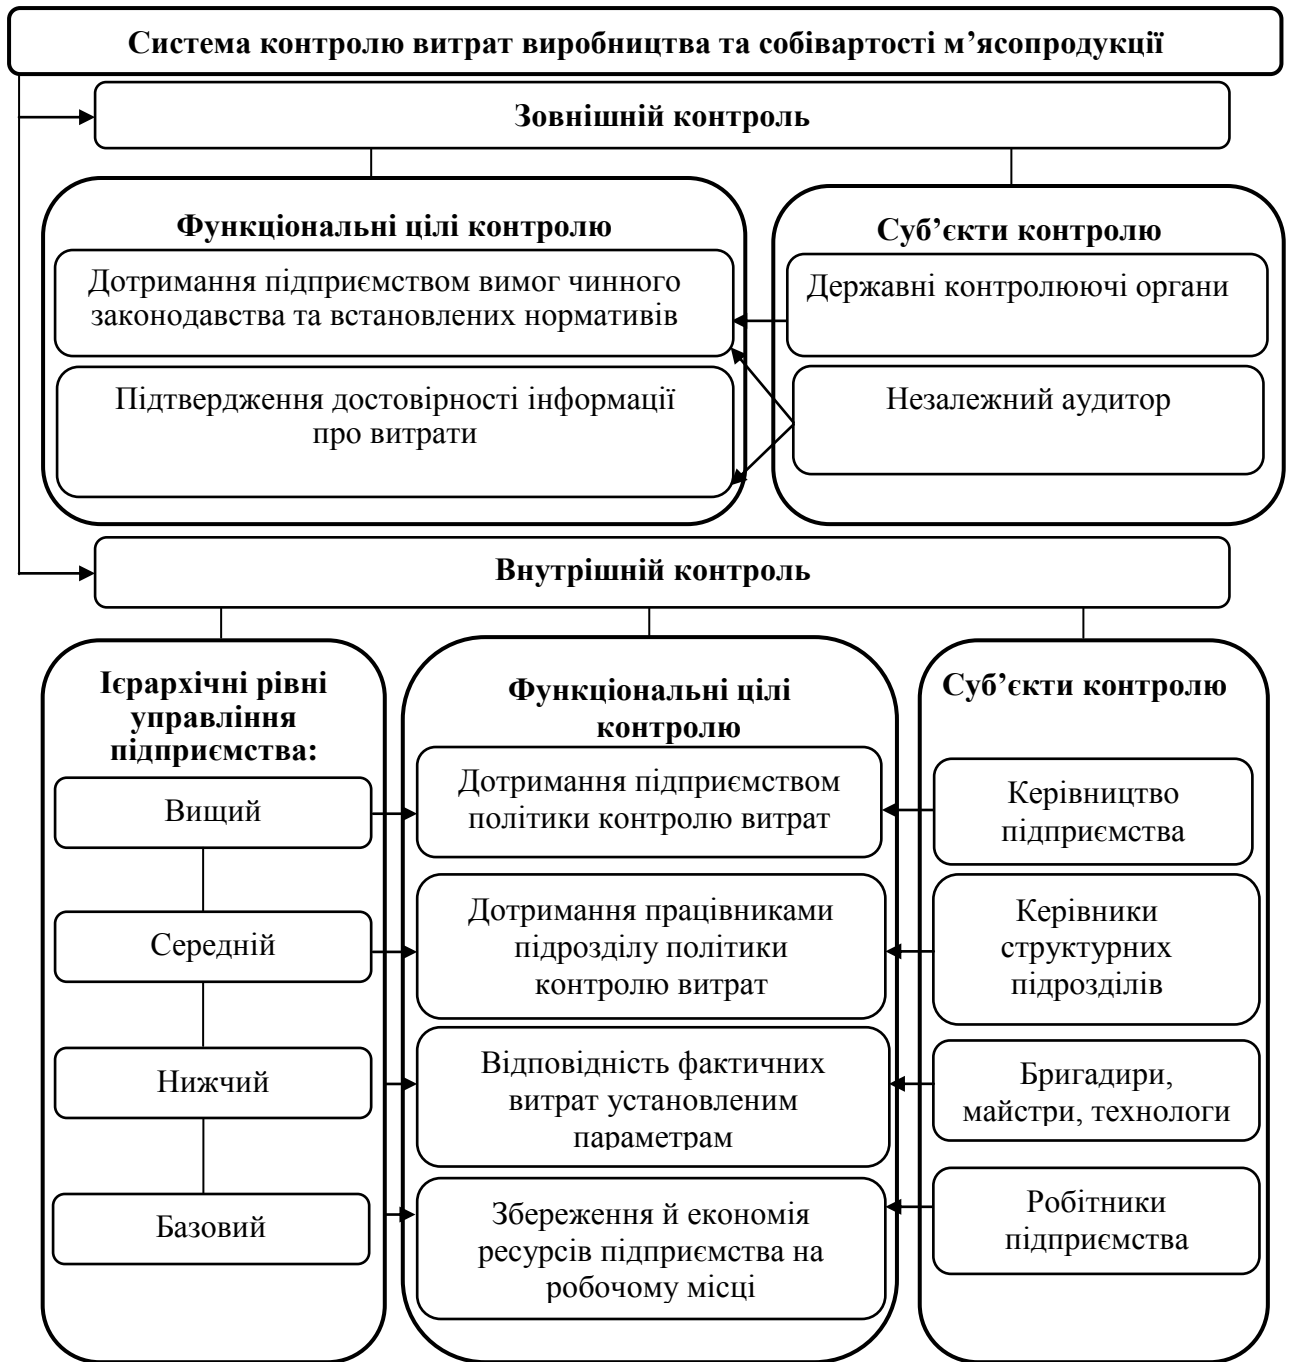 Система контролю витрат виробництва та собівартості м’ясопродукції
Зовнішній контроль
Функціональні цілі контролю
Дотримання підприємством вимог чинного
законодавства та встановлених нормативів
Підтвердження достовірності інформації
про витрати
Суб’єкти контролю
Державні контролюючі органи
Незалежний аудитор
Внутрішній контроль
Ієрархічні рівні
управління
підприємства:
Вищий
Середній
Нижчий
Базовий
Функціональні цілі
контролю
Дотримання підприємством
політики контролю витрат
Дотримання працівниками
підрозділу політики
контролю витрат
Відповідність фактичних
витрат установленим
параметрам
Збереження й економія
ресурсів підприємства на
робочому місці
Суб’єкти контролю
Керівництво
підприємства
Керівники
структурних
підрозділів
Бригадири,
майстри, технологи
Робітники
підприємства